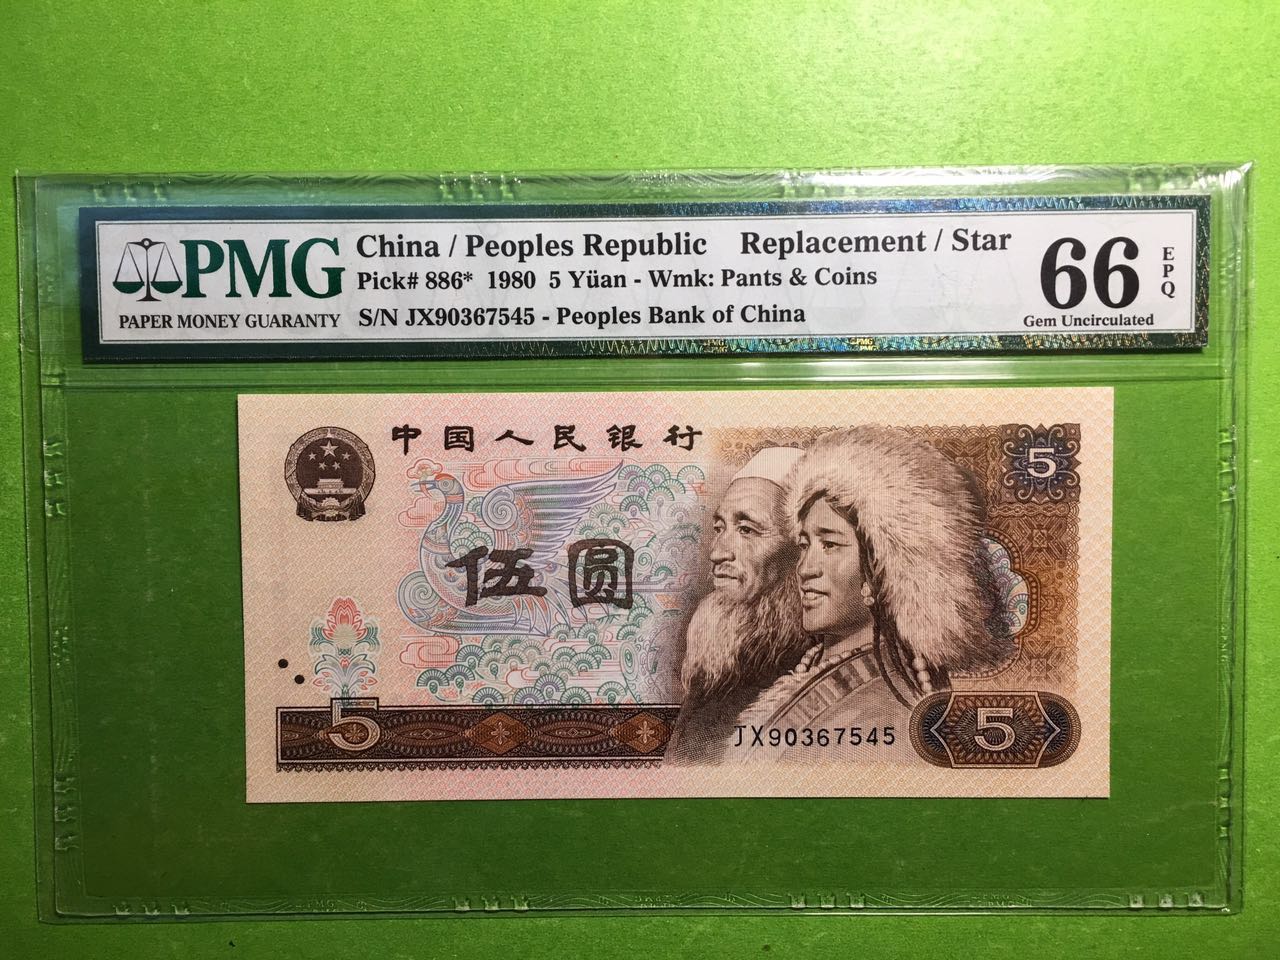 PMG
PAPER MONEY GUARANTY
China / Peoples Republic Replacement / Star
Pick# 886* 1980 5 Yüan - Wmk: Pants & Coins
S/N JX90367545 - Peoples Bank of China
66
EPQ
Gem Uncirculated
中国人民银行
5
伍圆
5
JX90367545
5